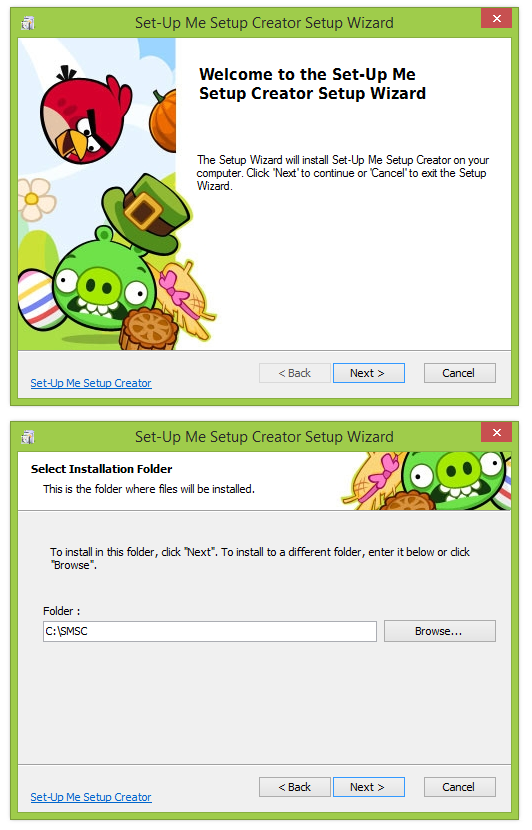 Set-Up Me Setup Creator Setup Wizard
Welcome to the Set-Up Me
Setup Creator Setup Wizard
The Setup Wizard will install Set-Up Me Setup Creator on your
computer. Click 'Next' to continue or 'Cancel' to exit the Setup
Wizard.
< Back
Next >
Cancel
Set-Up Me Setup Creator
Set-Up Me Setup Creator Setup Wizard
Select Installation Folder
This is the folder where files will be installed.
To install in this folder, click "Next". To install to a different folder, enter it below or click
"Browse".
Folder :
C:\SMSC
Browse...
< Back
Next >
Cancel
Set-Up Me Setup Creator